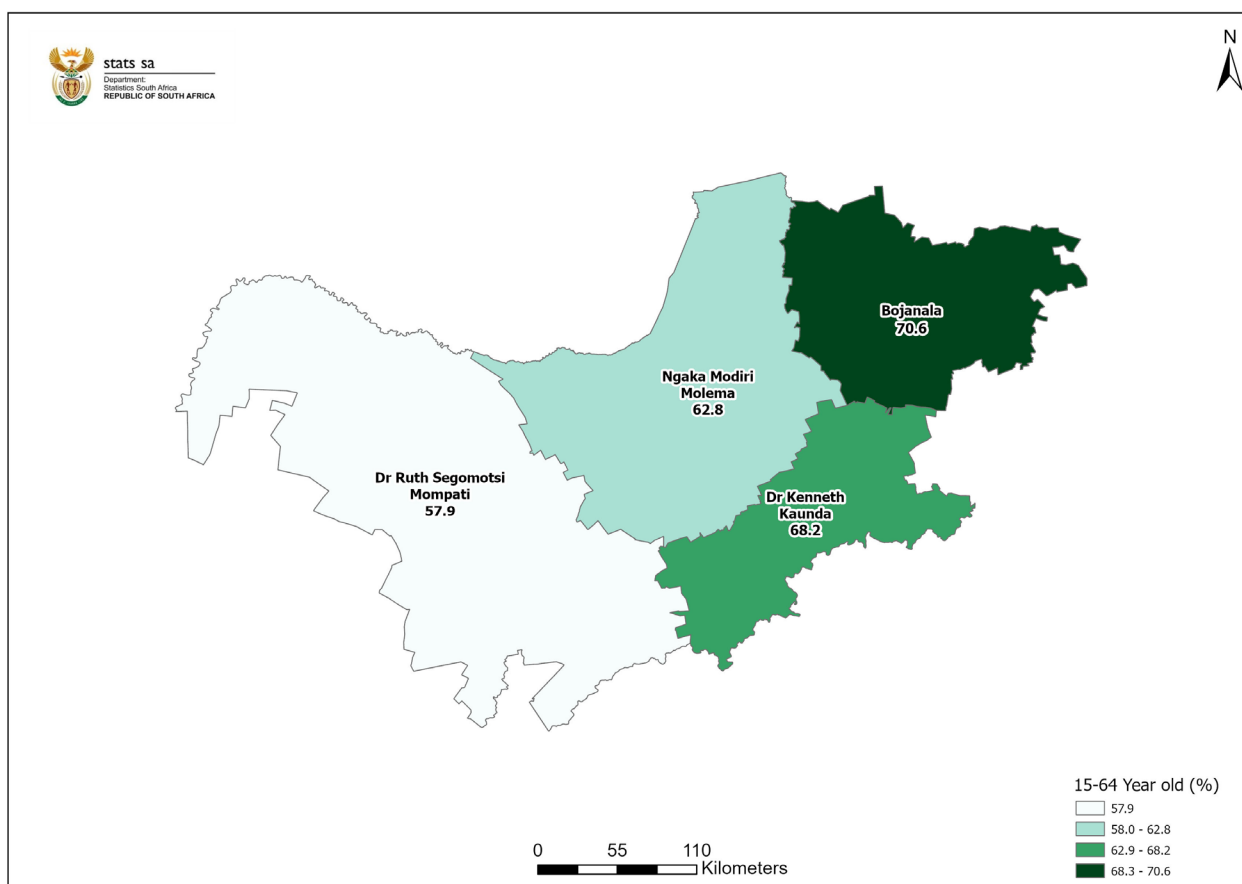 stats sa
Department:
Statistics South Africa
REPUBLIC OF SOUTH AFRICA
N
Bojanala
70.6
Ngaka Modiri
Molema
62.8
Dr Ruth Segomotsi
Mompati
57.9
Dr Kenneth
Kaunda
68.2
15-64 Year old (%)
57.9
58.0 - 62.8
62.9 - 68.2
68.3 - 70.6
0 55 110
Kilometers